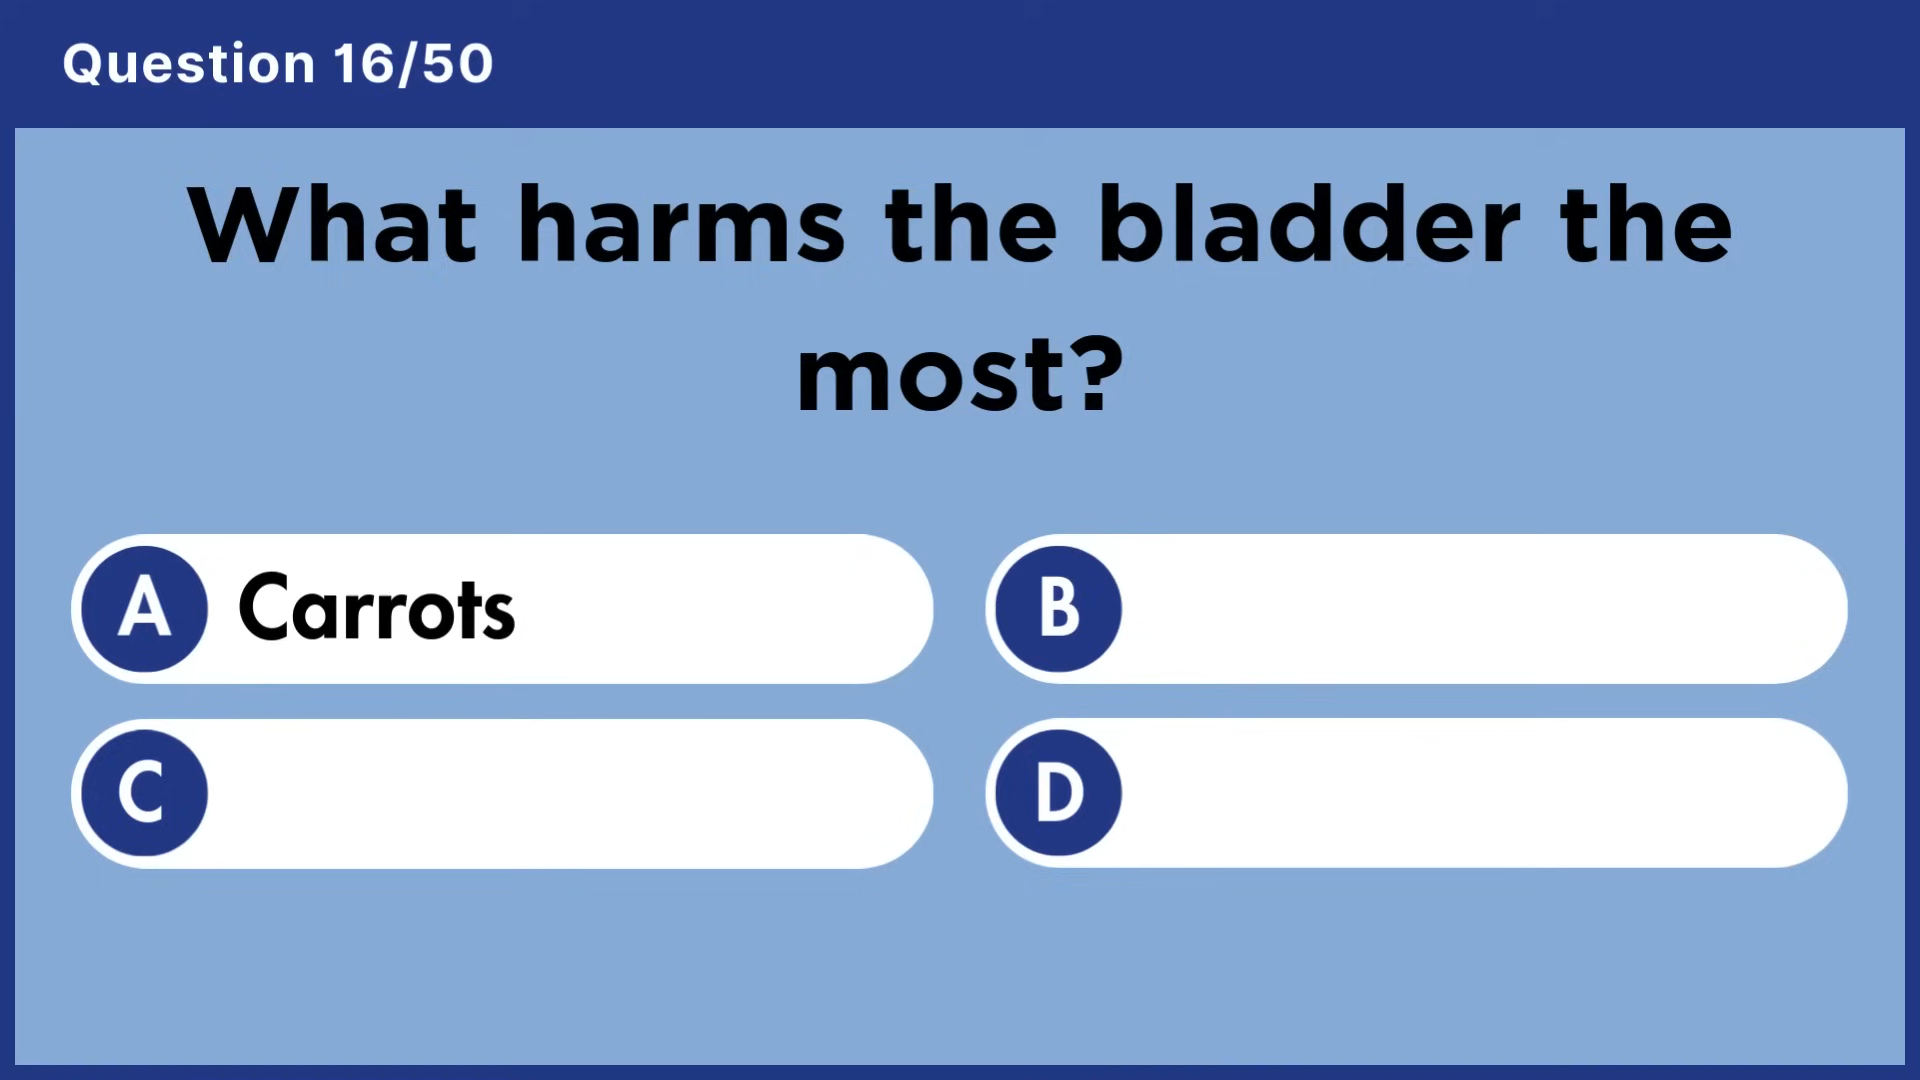 Question 16/50
What harms the bladder the
most?
A Carrots
B
C
D